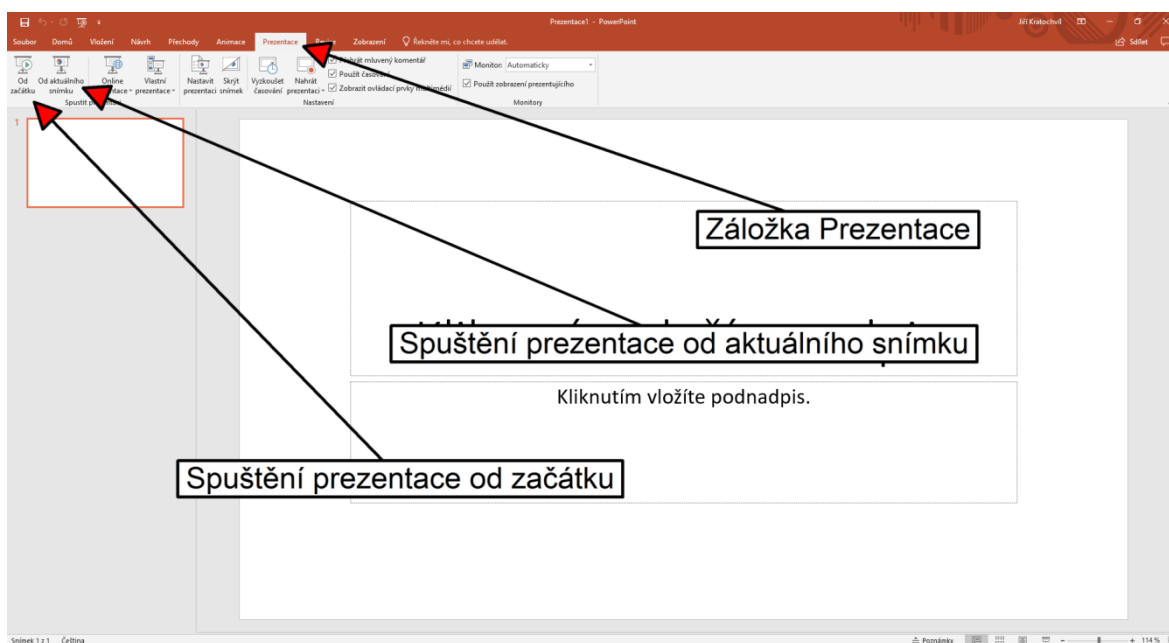 Prezentace1 - PowerPoint
Jiří Kratochvíl
Soubor Domů Vložení Návrh Přechody Animace Prezentace Zobrazení Řekněte mi, co chcete udělat.
Sdílet
Od začátku
Od aktuálního snímku
Online
Vlastní prezentace
Nastavit prezentaci
Skrýt snímek
Vyzkoušet časování
Nahrát prezentaci
Přehrát mluvený komentář
Použít časování
Zobrazit ovládací prvky multimédií
Monitor: Automaticky
Použít zobrazení prezentujícího
Spustit
Nastavení
Monitory
1
Záložka Prezentace
Spuštění prezentace od aktuálního snímku
Kliknutím vložíte podnadpis.
Spuštění prezentace od začátku
Snímek 1 z 1 Čeština
Poznámky
114 %